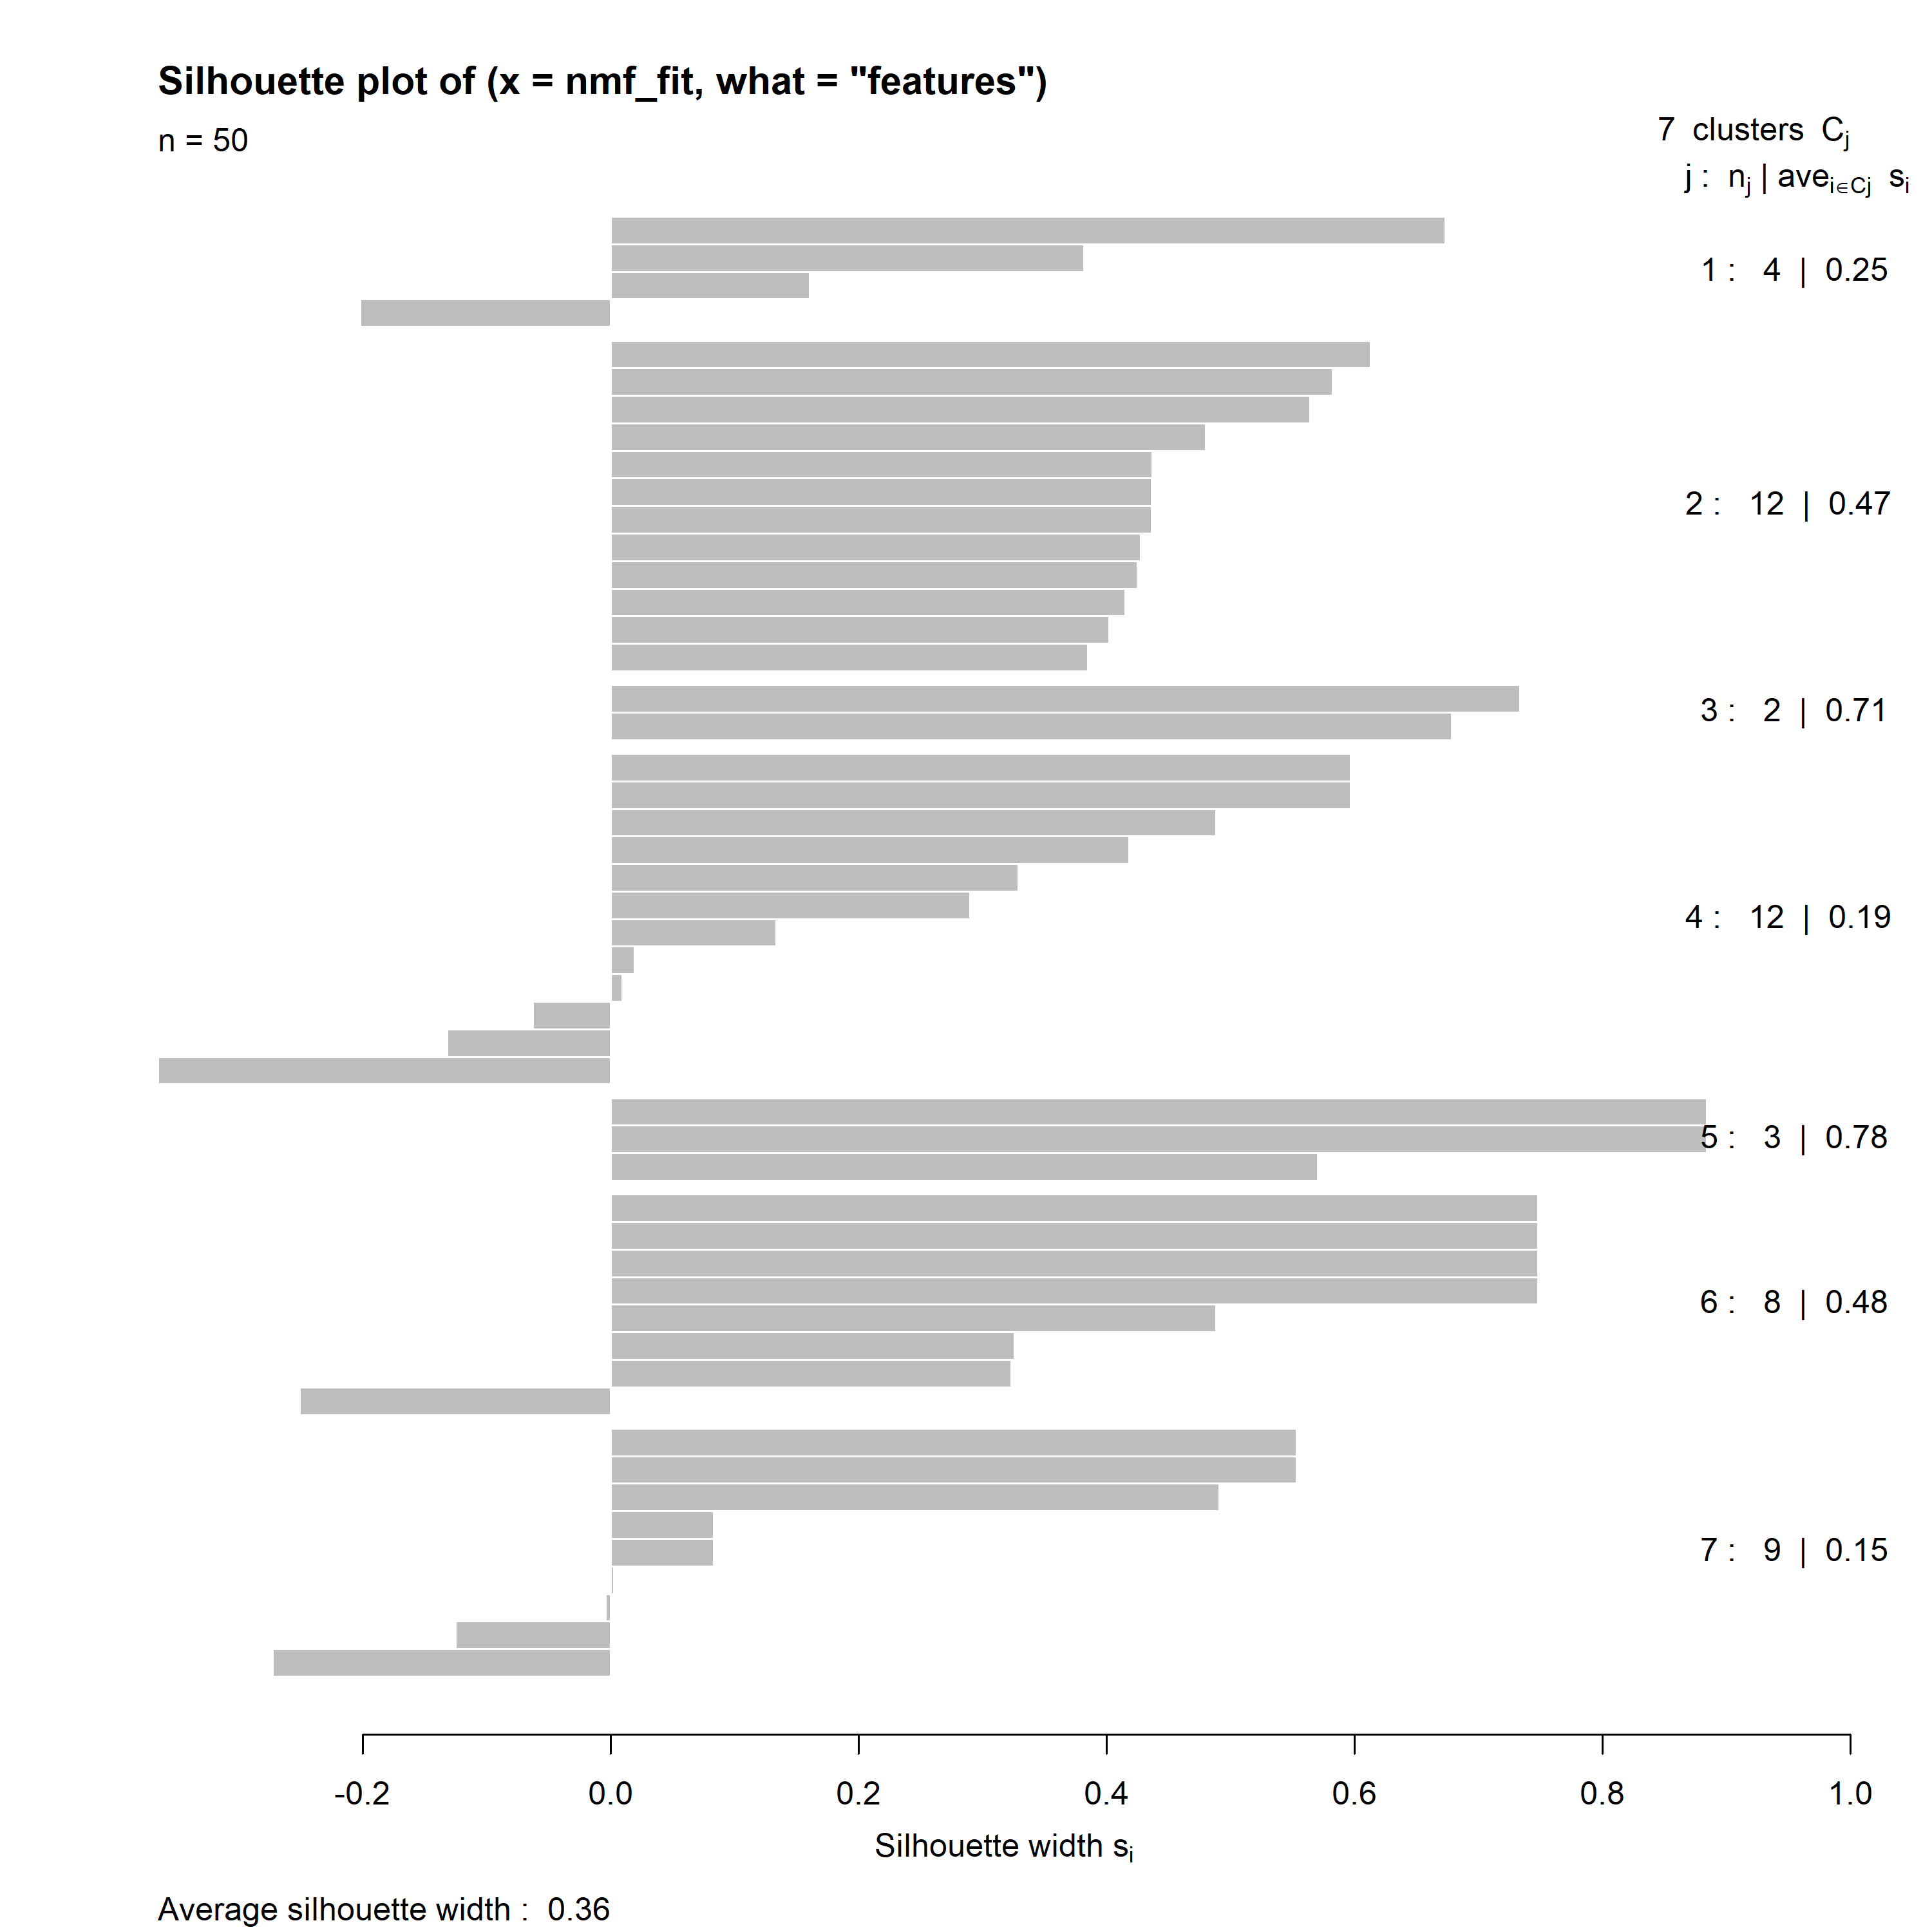 Silhouette plot of (x = nmf_fit, what = "features")
n = 50
7 clusters Cj
j : nj | avei∈Cj si
1 : 4 | 0.25
2 : 12 | 0.47
3 : 2 | 0.71
4 : 12 | 0.19
5 : 3 | 0.78
6 : 8 | 0.48
7 : 9 | 0.15
-0.2 0.0 0.2 0.4 0.6 0.8 1.0
Silhouette width si
Average silhouette width : 0.36